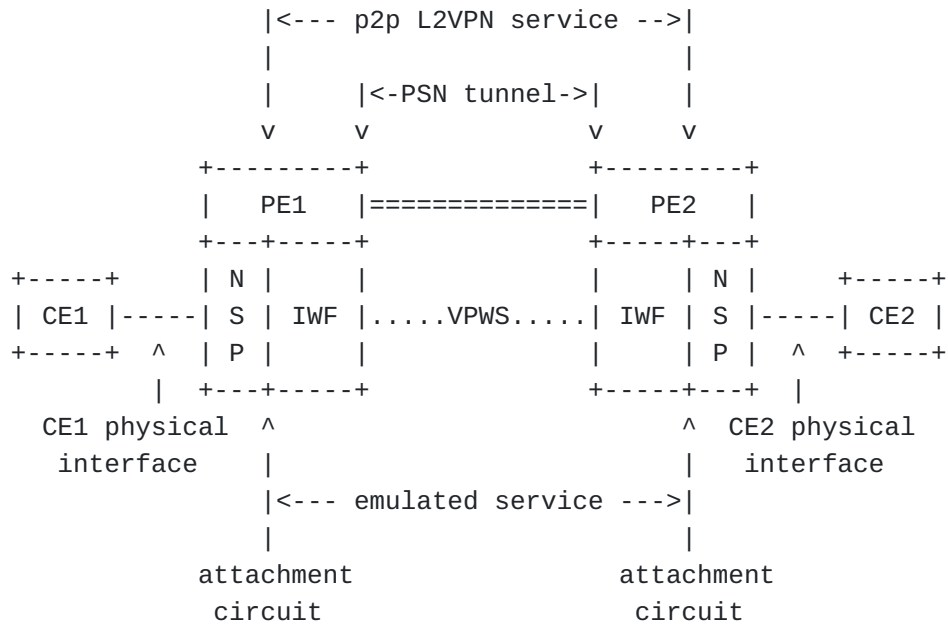 |<--- p2p L2VPN service -->|
|                          |
|     |<-PSN tunnel->|     |
v     v              v     v
+---------+              +---------+
|   PE1   |==============|   PE2   |
+---+-----+              +-----+---+
+-----+     | N |     |              |     | N |     +-----+
| CE1 |-----| S | IWF |.....VPWS.....| IWF | S |-----| CE2 |
+-----+  ^  | P |     |              |     | P |  ^  +-----+
|  +---+-----+              +-----+---+  |
CE1 physical  ^                          ^  CE2 physical
interface    |                          |   interface
|<--- emulated service --->|
|                          |
attachment                 attachment
circuit                    circuit